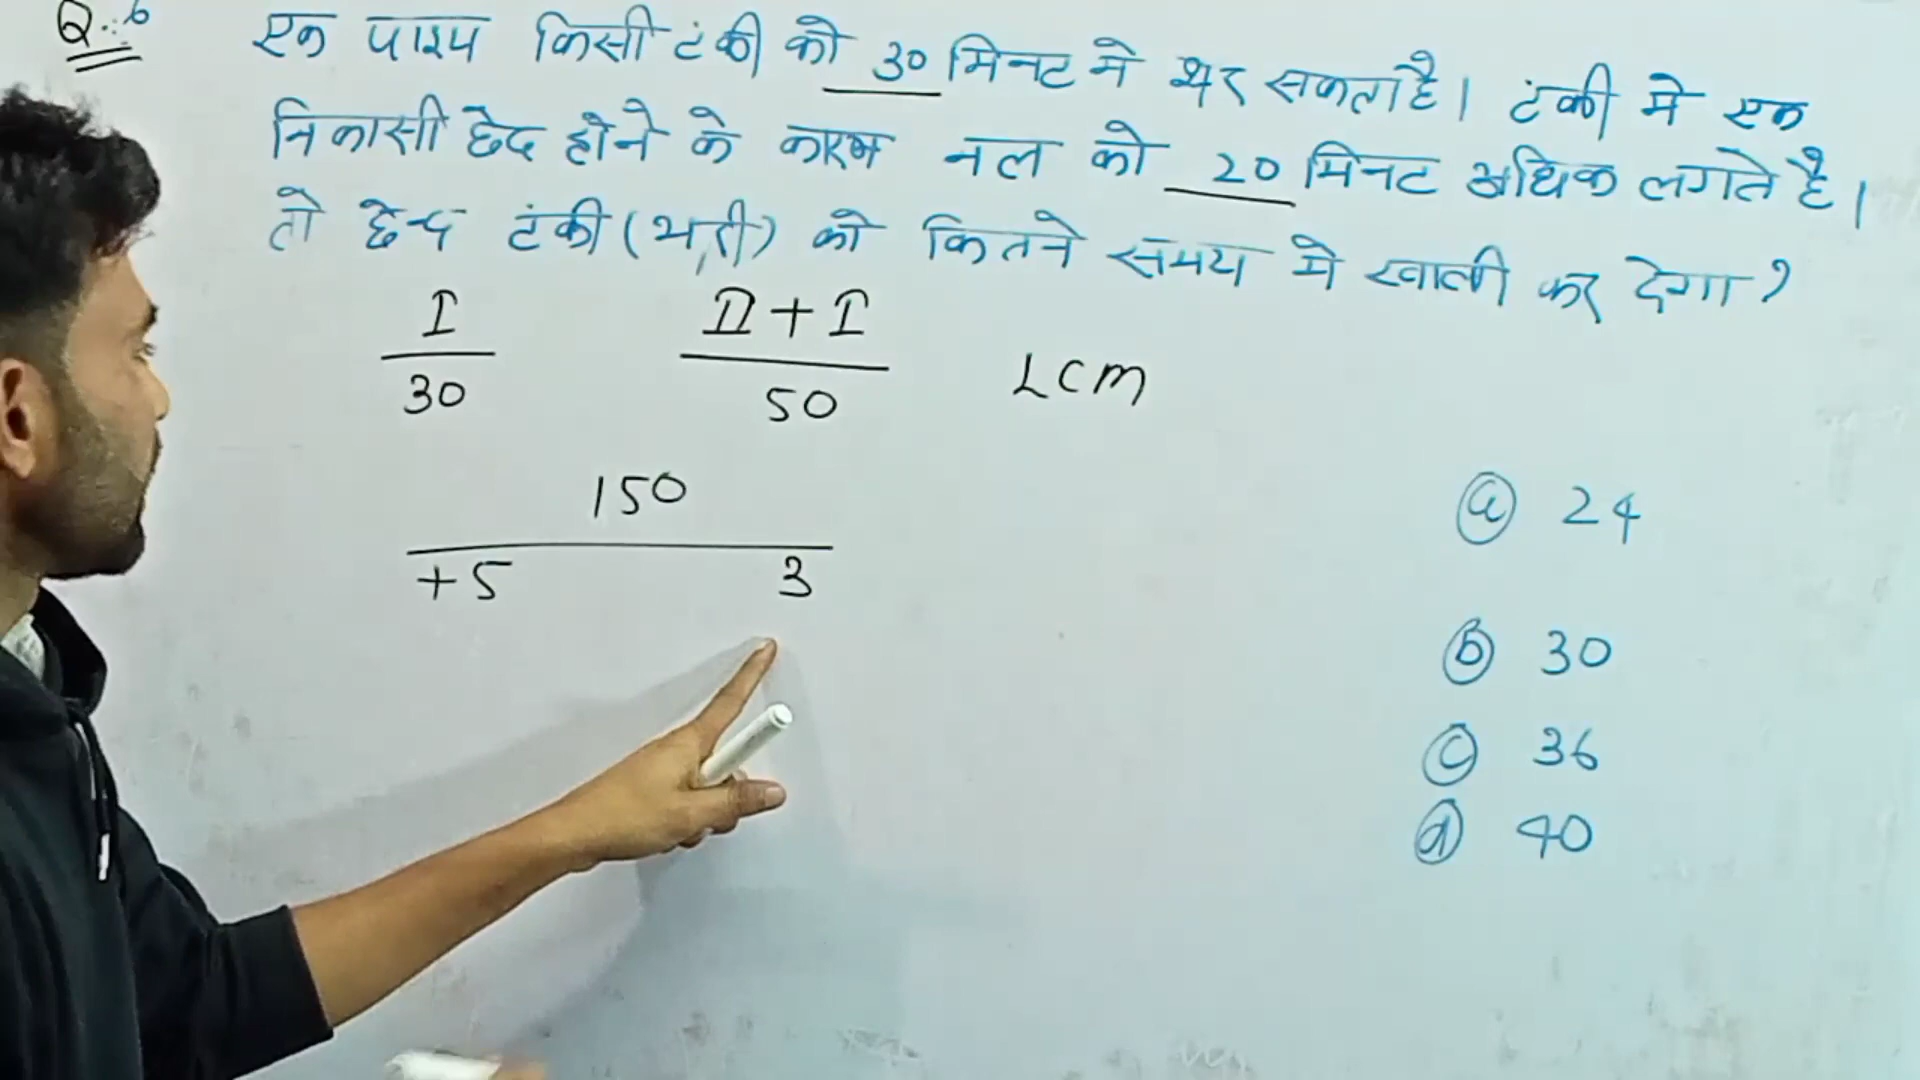 Q.:6 एक पाइप किसी टंकी को 30 मिनट मे भर सकता है। टंकी मे एक
निकासी छेद होने के कारण नल को 20 मिनट अधिक लगते है।
तो छेद टंकी (भरी) को कितने समय मे खाली कर देगा?
I II + I
30 50 LCM
150
+5 3
(a) 24
(b) 30
(c) 36
(d) 40